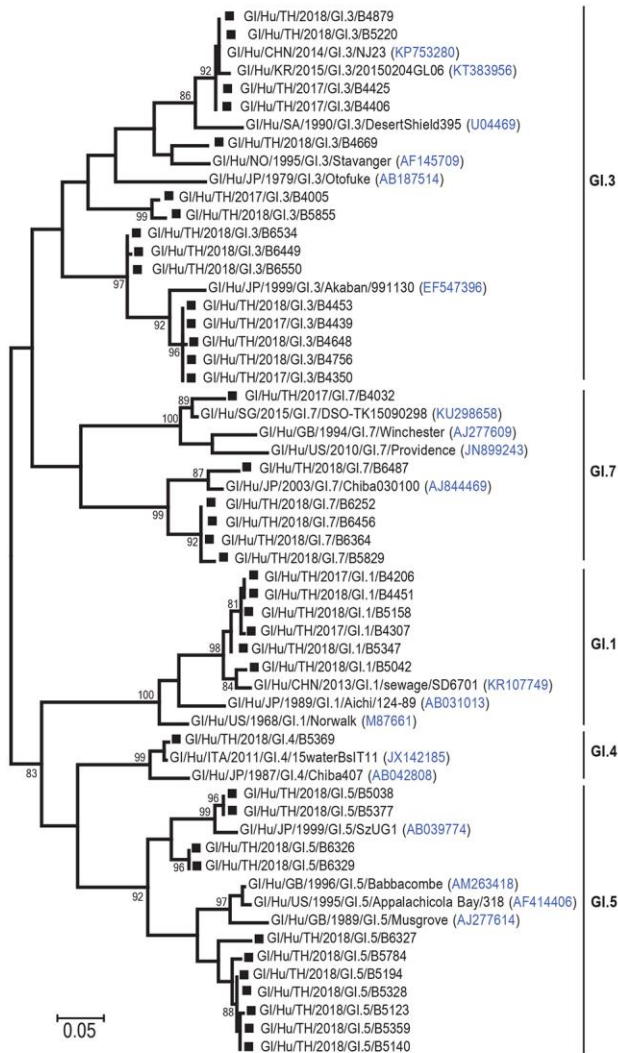 GI/Hu/TH/2018/GI.3/B4879
GI/Hu/TH/2018/GI.3/B5220
GI/Hu/CHN/2014/GI.3/NJ23 (KP753280)
92
GI/Hu/KR/2015/GI.3/20150204GL06 (KT383956)
GI/Hu/TH/2017/GI.3/B4425
86
GI/Hu/TH/2017/GI.3/B4406
GI/Hu/SA/1990/GI.3/DesertShield395 (U04469)
GI/Hu/TH/2018/GI.3/B4669
GI/Hu/NO/1995/GI.3/Stavanger (AF145709)
GI/Hu/JP/1979/GI.3/Otofuke (AB187514)
GI.3
GI/Hu/TH/2017/GI.3/B4005
99
GI/Hu/TH/2018/GI.3/B5855
GI/Hu/TH/2018/GI.3/B6534
GI/Hu/TH/2018/GI.3/B6449
GI/Hu/TH/2018/GI.3/B6550
97
GI/Hu/JP/1999/GI.3/Akaban/991130 (EF547396)
GI/Hu/TH/2018/GI.3/B4453
92
GI/Hu/TH/2017/GI.3/B4439
GI/Hu/TH/2018/GI.3/B4648
96
GI/Hu/TH/2018/GI.3/B4756
GI/Hu/TH/2017/GI.3/B4350
GI/Hu/TH/2017/GI.7/B4032
89
GI/Hu/SG/2015/GI.7/DSO-TK15090298 (KU298658)
100
GI/Hu/GB/1994/GI.7/Winchester (AJ277609)
GI/Hu/US/2010/GI.7/Providence (JN899243)
GI/Hu/TH/2018/GI.7/B6487
87
GI.7
GI/Hu/JP/2003/GI.7/Chiba030100 (AJ844469)
GI/Hu/TH/2018/GI.7/B6252
99
GI/Hu/TH/2018/GI.7/B6456
GI/Hu/TH/2018/GI.7/B6364
92
GI/Hu/TH/2018/GI.7/B5829
GI/Hu/TH/2017/GI.1/B4206
GI/Hu/TH/2018/GI.1/B4451
81
GI/Hu/TH/2018/GI.1/B5158
GI/Hu/TH/2017/GI.1/B4307
GI/Hu/TH/2018/GI.1/B5347
GI.1
98
GI/Hu/TH/2018/GI.1/B5042
84
GI/Hu/CHN/2013/GI.1/sewage/SD6701 (KR107749)
100
GI/Hu/JP/1989/GI.1/Aichi/124-89 (AB031013)
GI/Hu/US/1968/GI.1/Norwalk (M87661)
GI/Hu/TH/2018/GI.4/B5369
GI.4
99
GI/Hu/ITA/2011/GI.4/15waterBsIT11 (JX142185)
83
GI/Hu/JP/1987/GI.4/Chiba407 (AB042808)
GI/Hu/TH/2018/GI.5/B5038
96
GI/Hu/TH/2018/GI.5/B5377
99
GI/Hu/JP/1999/GI.5/SzUG1 (AB039774)
GI/Hu/TH/2018/GI.5/B6326
96
GI/Hu/TH/2018/GI.5/B6329
GI/Hu/GB/1996/GI.5/Babbacombe (AM263418)
92
97
GI/Hu/US/1995/GI.5/Appalachicola Bay/318 (AF414406)
GI.5
GI/Hu/GB/1989/GI.5/Musgrove (AJ277614)
GI/Hu/TH/2018/GI.5/B6327
GI/Hu/TH/2018/GI.5/B5784
GI/Hu/TH/2018/GI.5/B5194
GI/Hu/TH/2018/GI.5/B5328
88
GI/Hu/TH/2018/GI.5/B5123
GI/Hu/TH/2018/GI.5/B5359
GI/Hu/TH/2018/GI.5/B5140
0.05